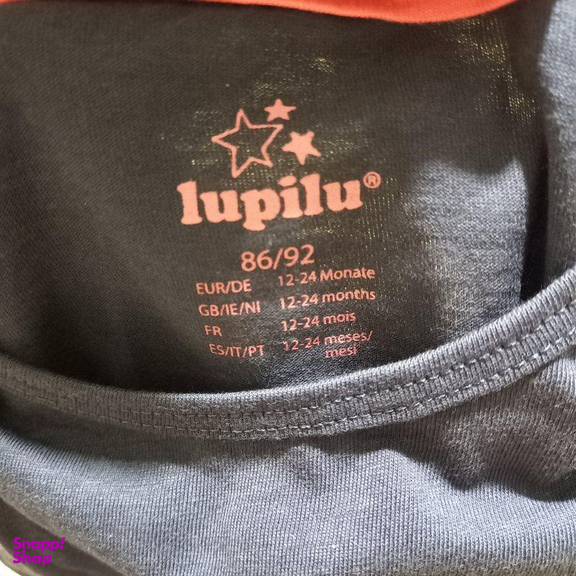 lupilu®
86/92
EUR/DE 12-24 Monate
GB/IE/NI 12-24 months
FR 12-24 mois
ES/IT/PT 12-24 meses/
mesi
Snapp!
Shop